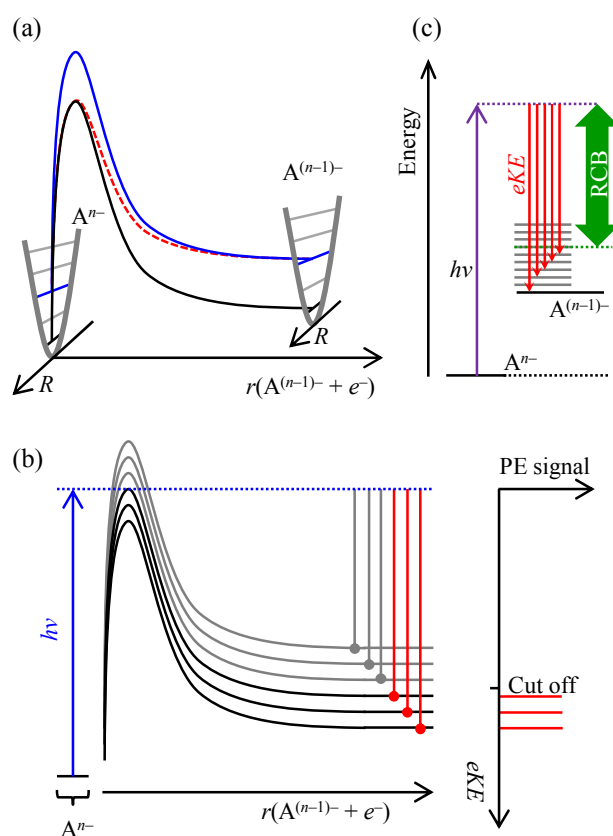 (a)
A^{n−}
A^{(n−1)−}
R
R
r(A^{(n−1)−} + e^−)
(c)
Energy
hν
eKE
RCB
A^{(n−1)−}
A^{n−}
(b)
hν
A^{n−}
r(A^{(n−1)−} + e^−)
PE signal
Cut off
eKE